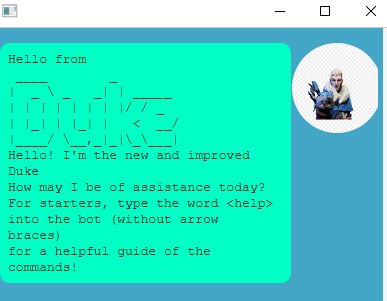 Hello from
 ____        _
|  _ \ _   _| | _____
| | | | | | | |/ / _ \
| |_| | |_| |   <  __/
|____/ \__,_|_|\_\___|
Hello! I'm the new and improved
Duke
How may I be of assistance today?
For starters, type the word <help>
into the bot (without arrow
braces)
for a helpful guide of the
commands!